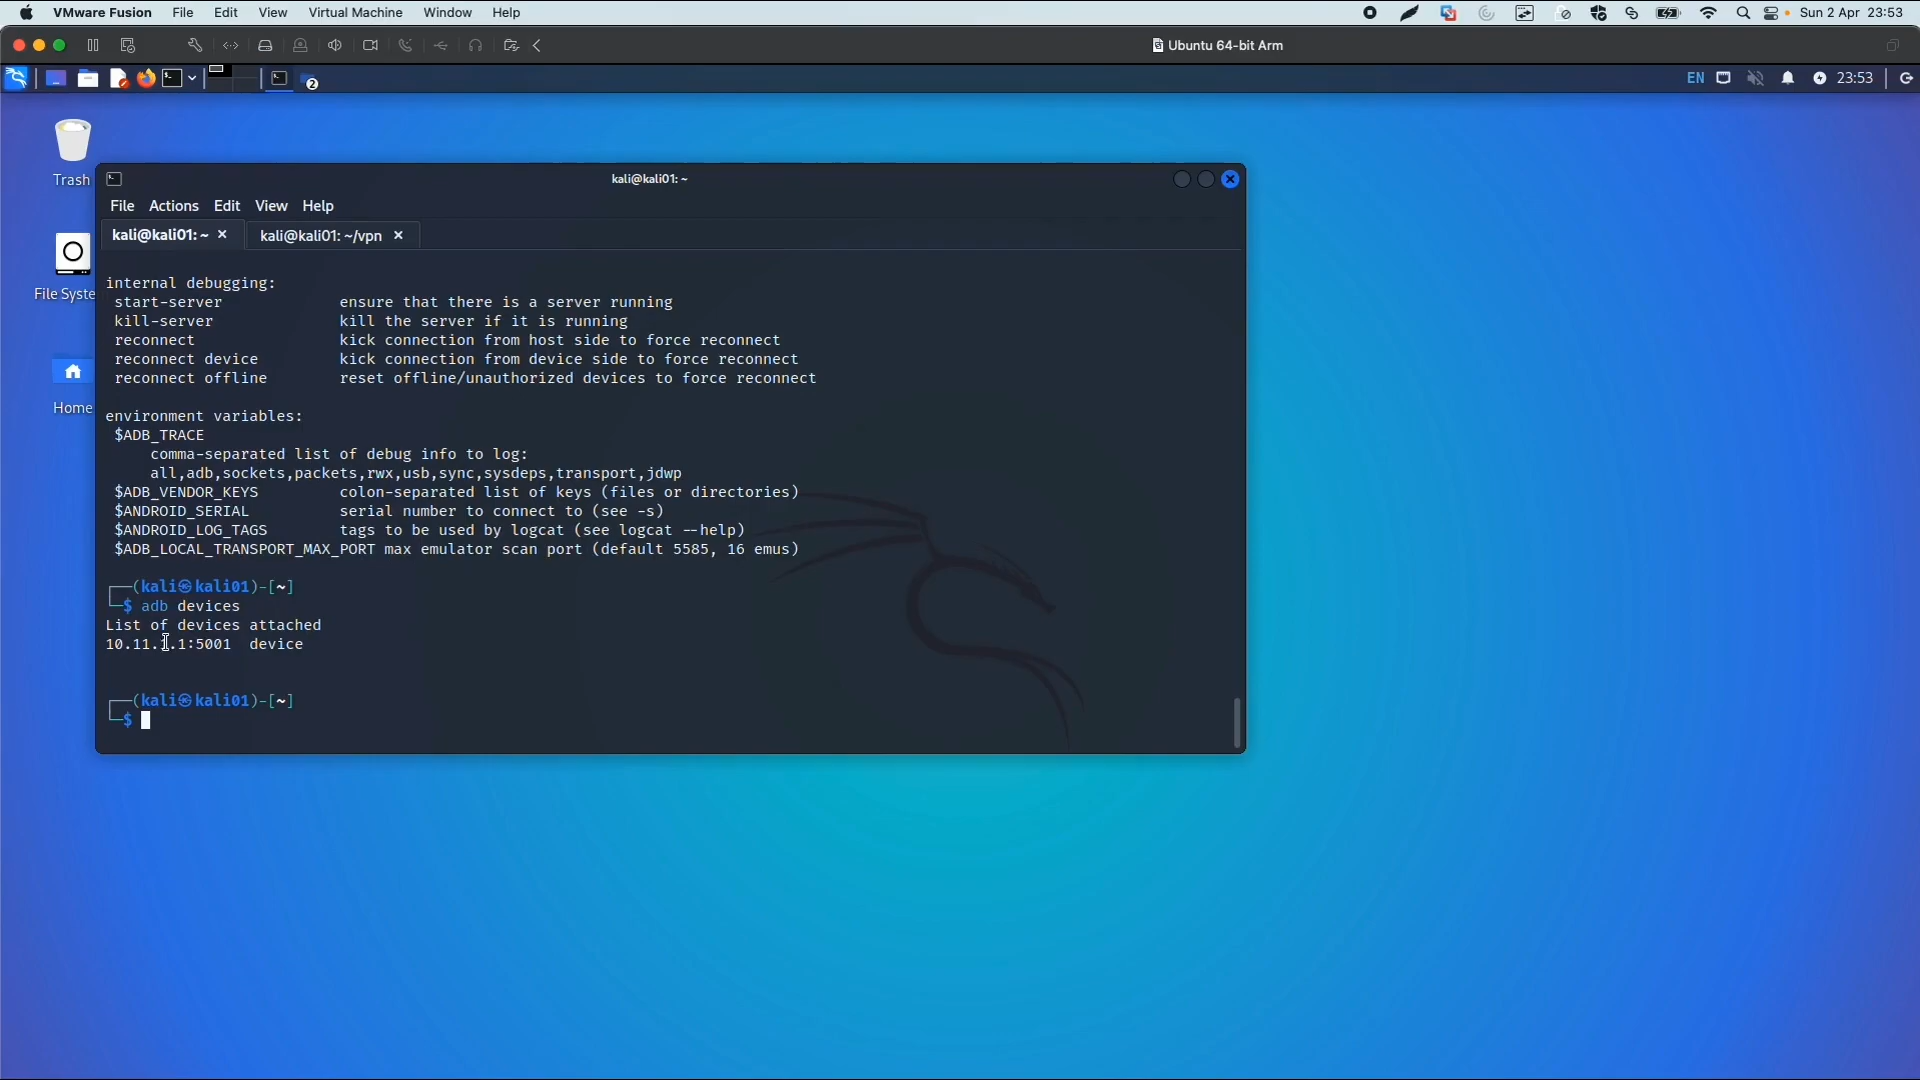 VMware Fusion File Edit View Virtual Machine Window Help Sun 2 Apr 23:53
Ubuntu 64-bit Arm
2 EN 23:53
Trash
File Syste
Home
kali@kali01: ~
File Actions Edit View Help
kali@kali01: ~ × kali@kali01: ~/vpn ×
internal debugging:
start-server ensure that there is a server running
kill-server kill the server if it is running
reconnect kick connection from host side to force reconnect
reconnect device kick connection from device side to force reconnect
reconnect offline reset offline/unauthorized devices to force reconnect
environment variables:
$ADB_TRACE
comma-separated list of debug info to log:
all,adb,sockets,packets,rwx,usb,sync,sysdeps,transport,jdwp
$ADB_VENDOR_KEYS colon-separated list of keys (files or directories)
$ANDROID_SERIAL serial number to connect to (see -s)
$ANDROID_LOG_TAGS tags to be used by logcat (see logcat --help)
$ADB_LOCAL_TRANSPORT_MAX_PORT max emulator scan port (default 5585, 16 emus)
┌──(kali㉿kali01)-[~]
└─$ adb devices
List of devices attached
device
┌──(kali㉿kali01)-[~]
└─$